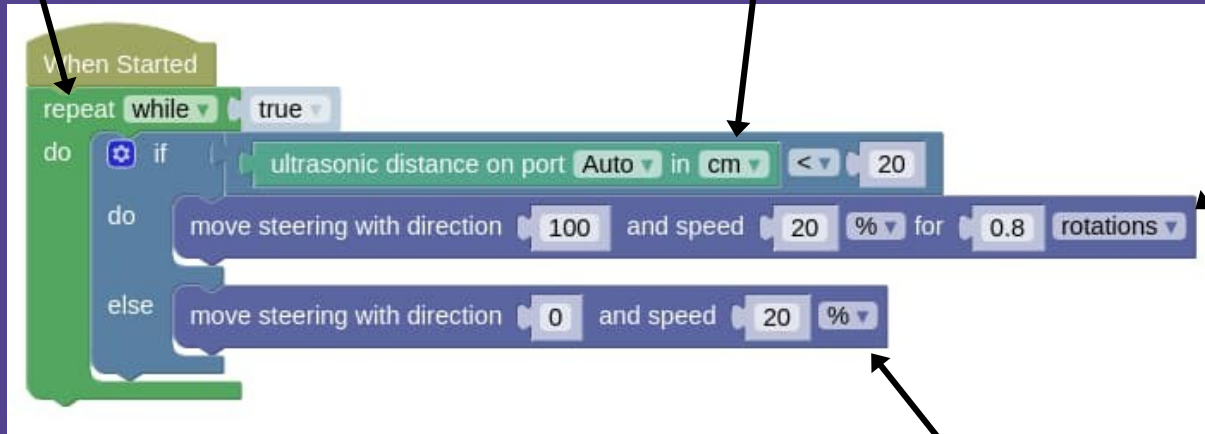 When Started
repeat while true
do if ultrasonic distance on port Auto in cm < 20
do move steering with direction 100 and speed 20 % for 0.8 rotations
else move steering with direction 0 and speed 20 %